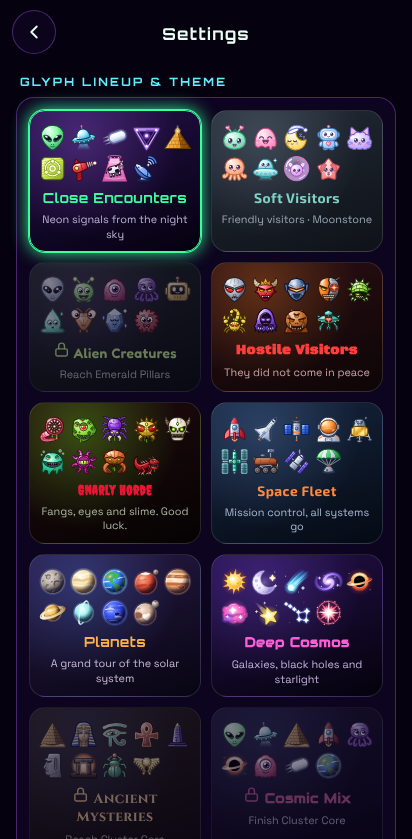 Settings
GLYPH LINEUP & THEME
Close Encounters
Neon signals from the night
sky
Soft Visitors
Friendly visitors · Moonstone
Alien Creatures
Reach Emerald Pillars
Hostile Visitors
They did not come in peace
GNARLY HORDE
Fangs, eyes and slime. Good
luck.
Space Fleet
Mission control, all systems
go
Planets
A grand tour of the solar
system
Deep Cosmos
Galaxies, black holes and
starlight
Ancient
Mysteries
Reach Cluster Core
Cosmic Mix
Finish Cluster Core